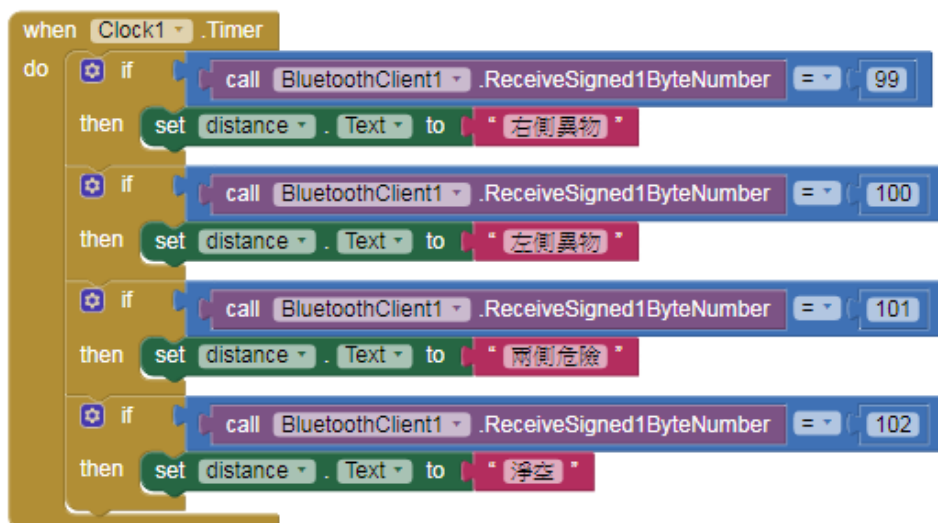 when Clock1 .Timer
do if call BluetoothClient1 .ReceiveSigned1ByteNumber = 99
then set distance . Text to " 右側異物 "
if call BluetoothClient1 .ReceiveSigned1ByteNumber = 100
then set distance . Text to " 左側異物 "
if call BluetoothClient1 .ReceiveSigned1ByteNumber = 101
then set distance . Text to " 兩側危險 "
if call BluetoothClient1 .ReceiveSigned1ByteNumber = 102
then set distance . Text to " 淨空 "